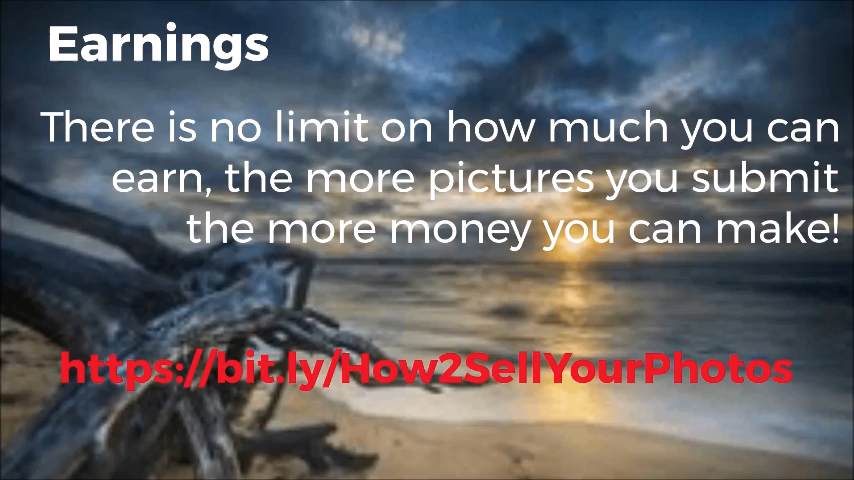 Earnings
There is no limit on how much you can
earn, the more pictures you submit
the more money you can make!
https://bit.ly/How2SellYourPhotos